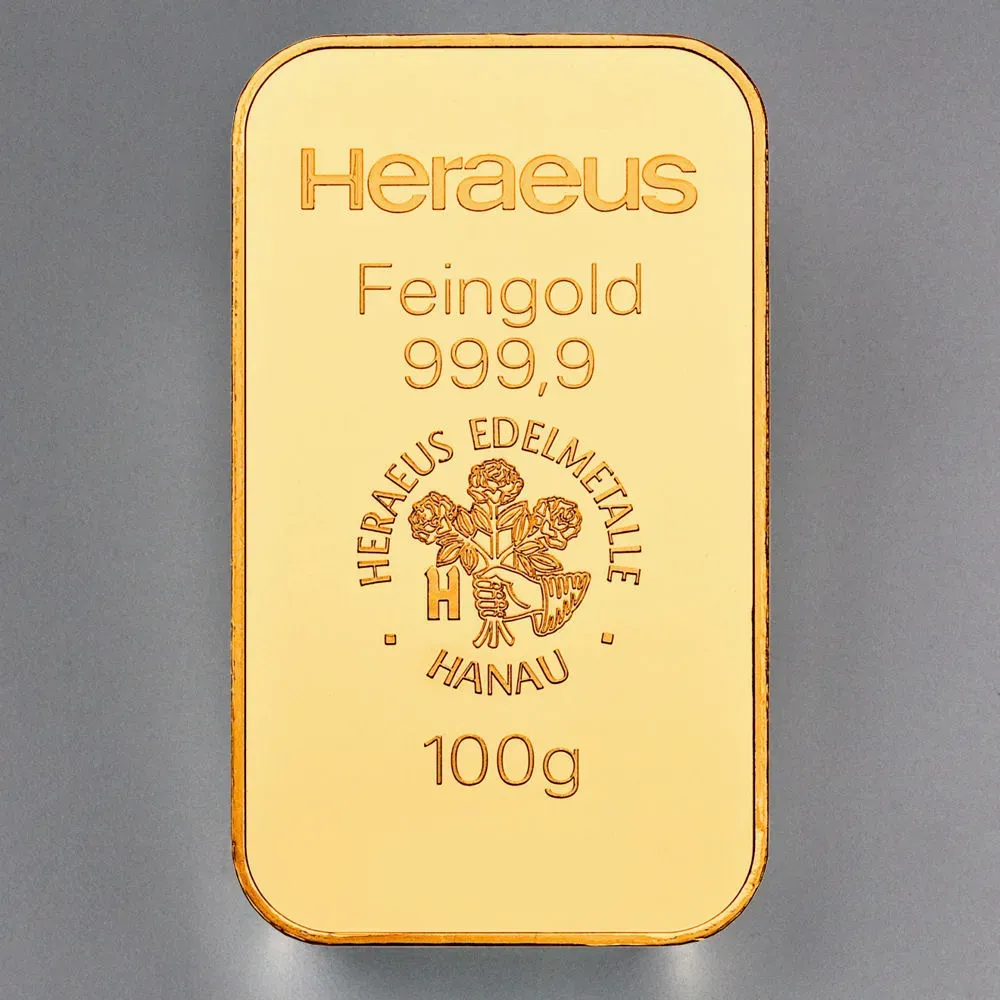 Heraeus
Feingold
999,9
HERAEUS EDELMETALLE
H
HANAU
100g